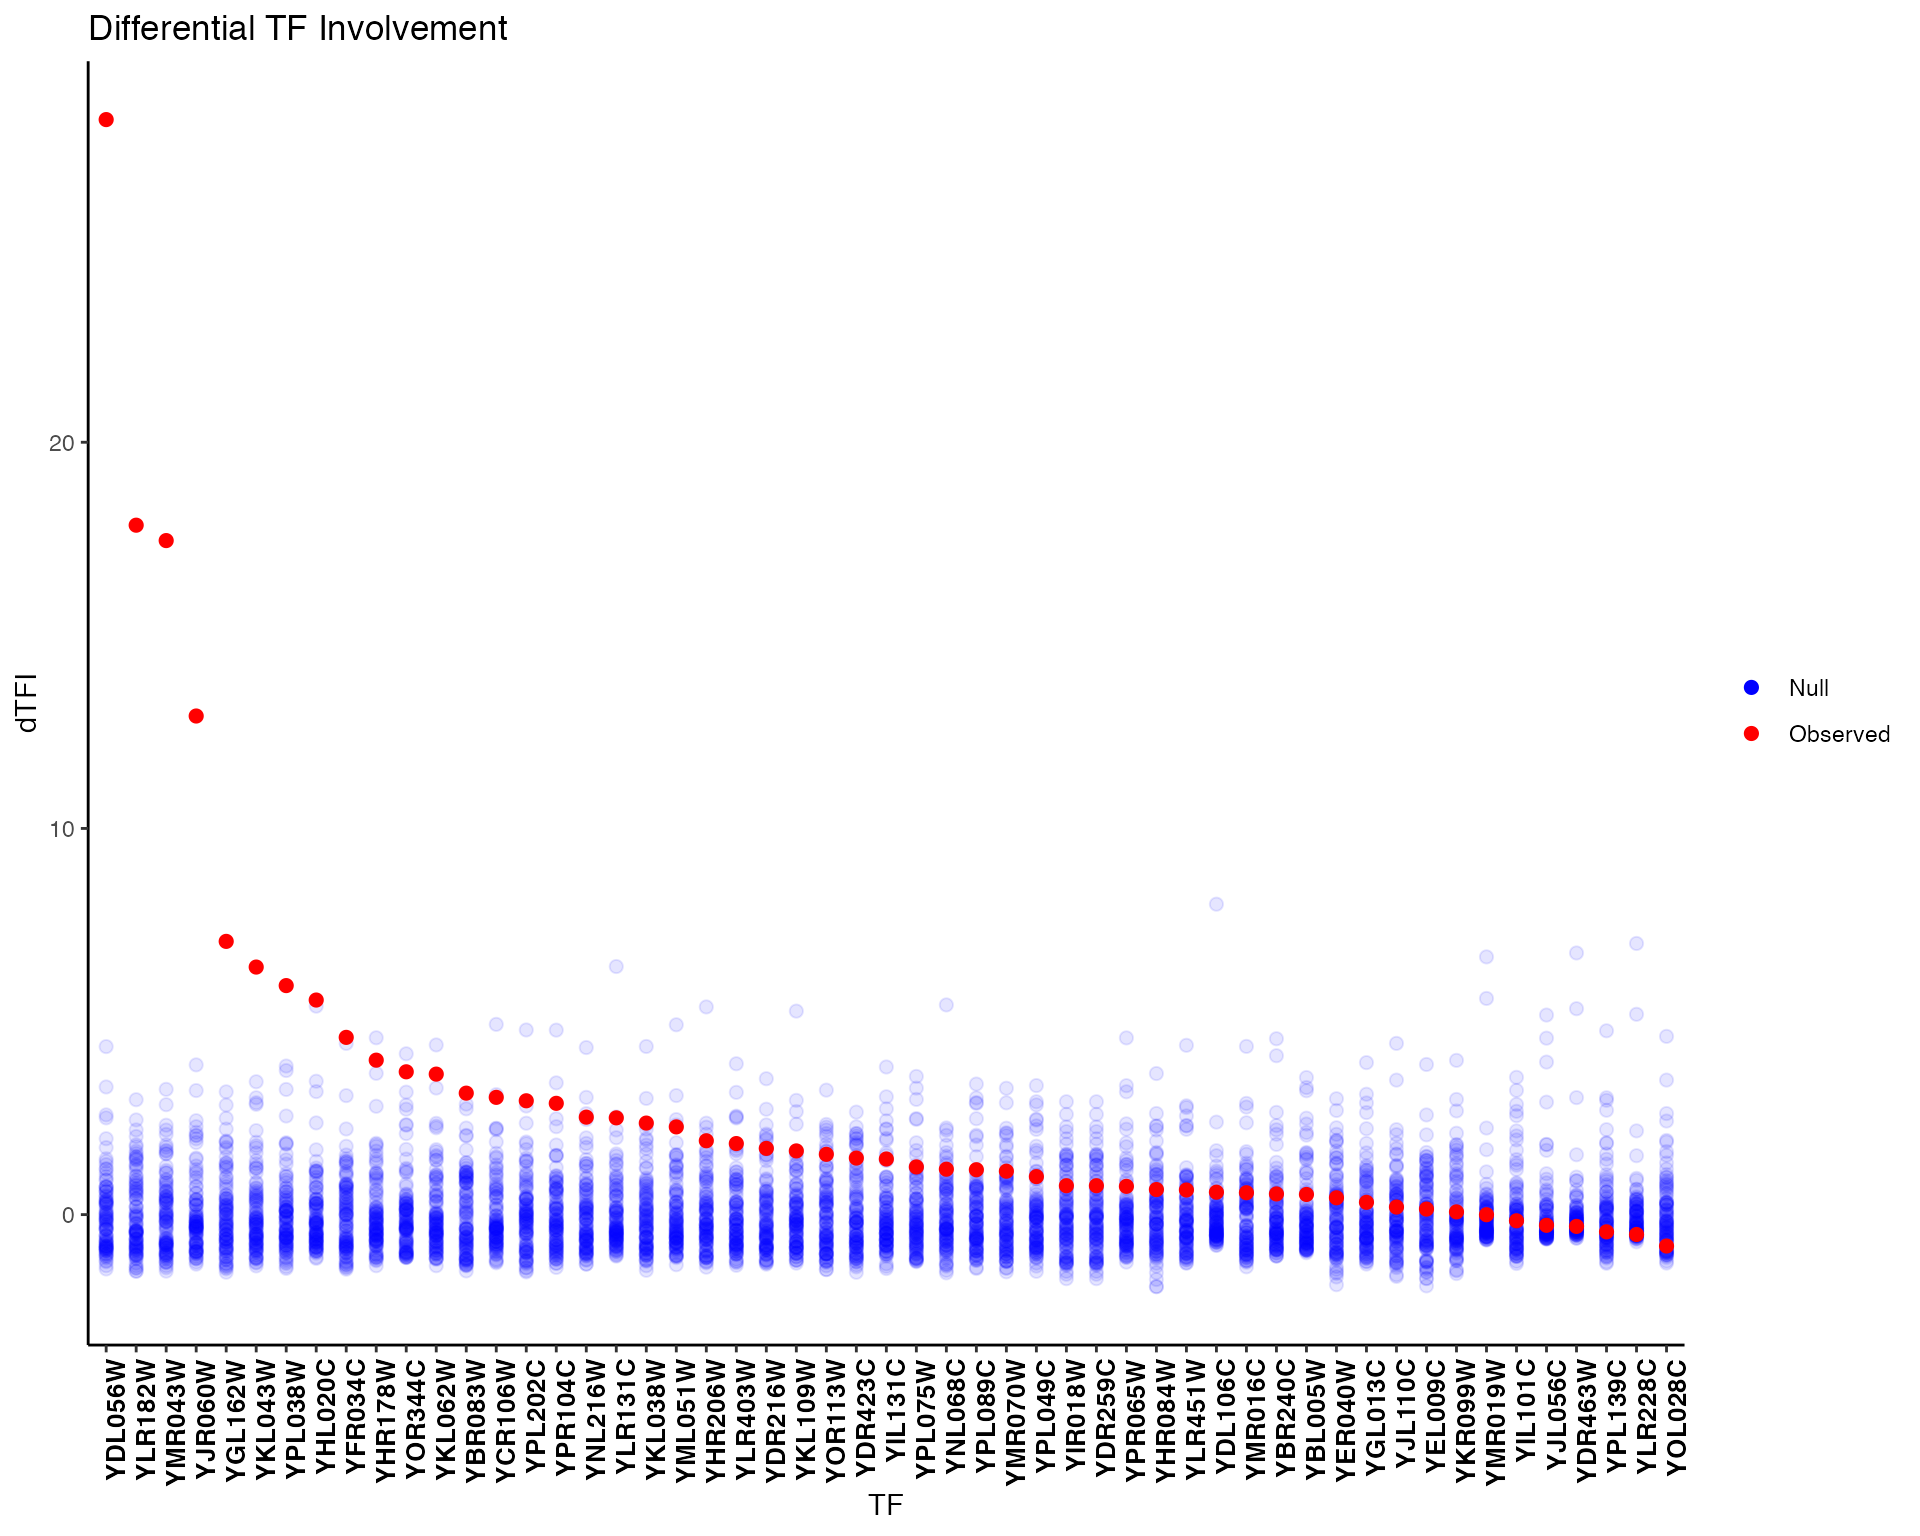 Differential TF Involvement
dTFI
20
10
0
Null
Observed
YDL056W
YLR182W
YMR043W
YJR060W
YGL162W
YKL043W
YPL038W
YHL020C
YFR034C
YHR178W
YOR344C
YKL062W
YBR083W
YCR106W
YPL202C
YPR104C
YNL216W
YLR131C
YKL038W
YML051W
YHR206W
YLR403W
YDR216W
YKL109W
YOR113W
YDR423C
YIL131C
YPL075W
YNL068C
YPL089C
YMR070W
YPL049C
YIR018W
YDR259C
YPR065W
YHR084W
YLR451W
YDL106C
YMR016C
YBR240C
YBL005W
YER040W
YGL013C
YJL110C
YEL009C
YKR099W
YMR019W
YIL101C
YJL056C
YDR463W
YPL139C
YLR228C
YOL028C
TF